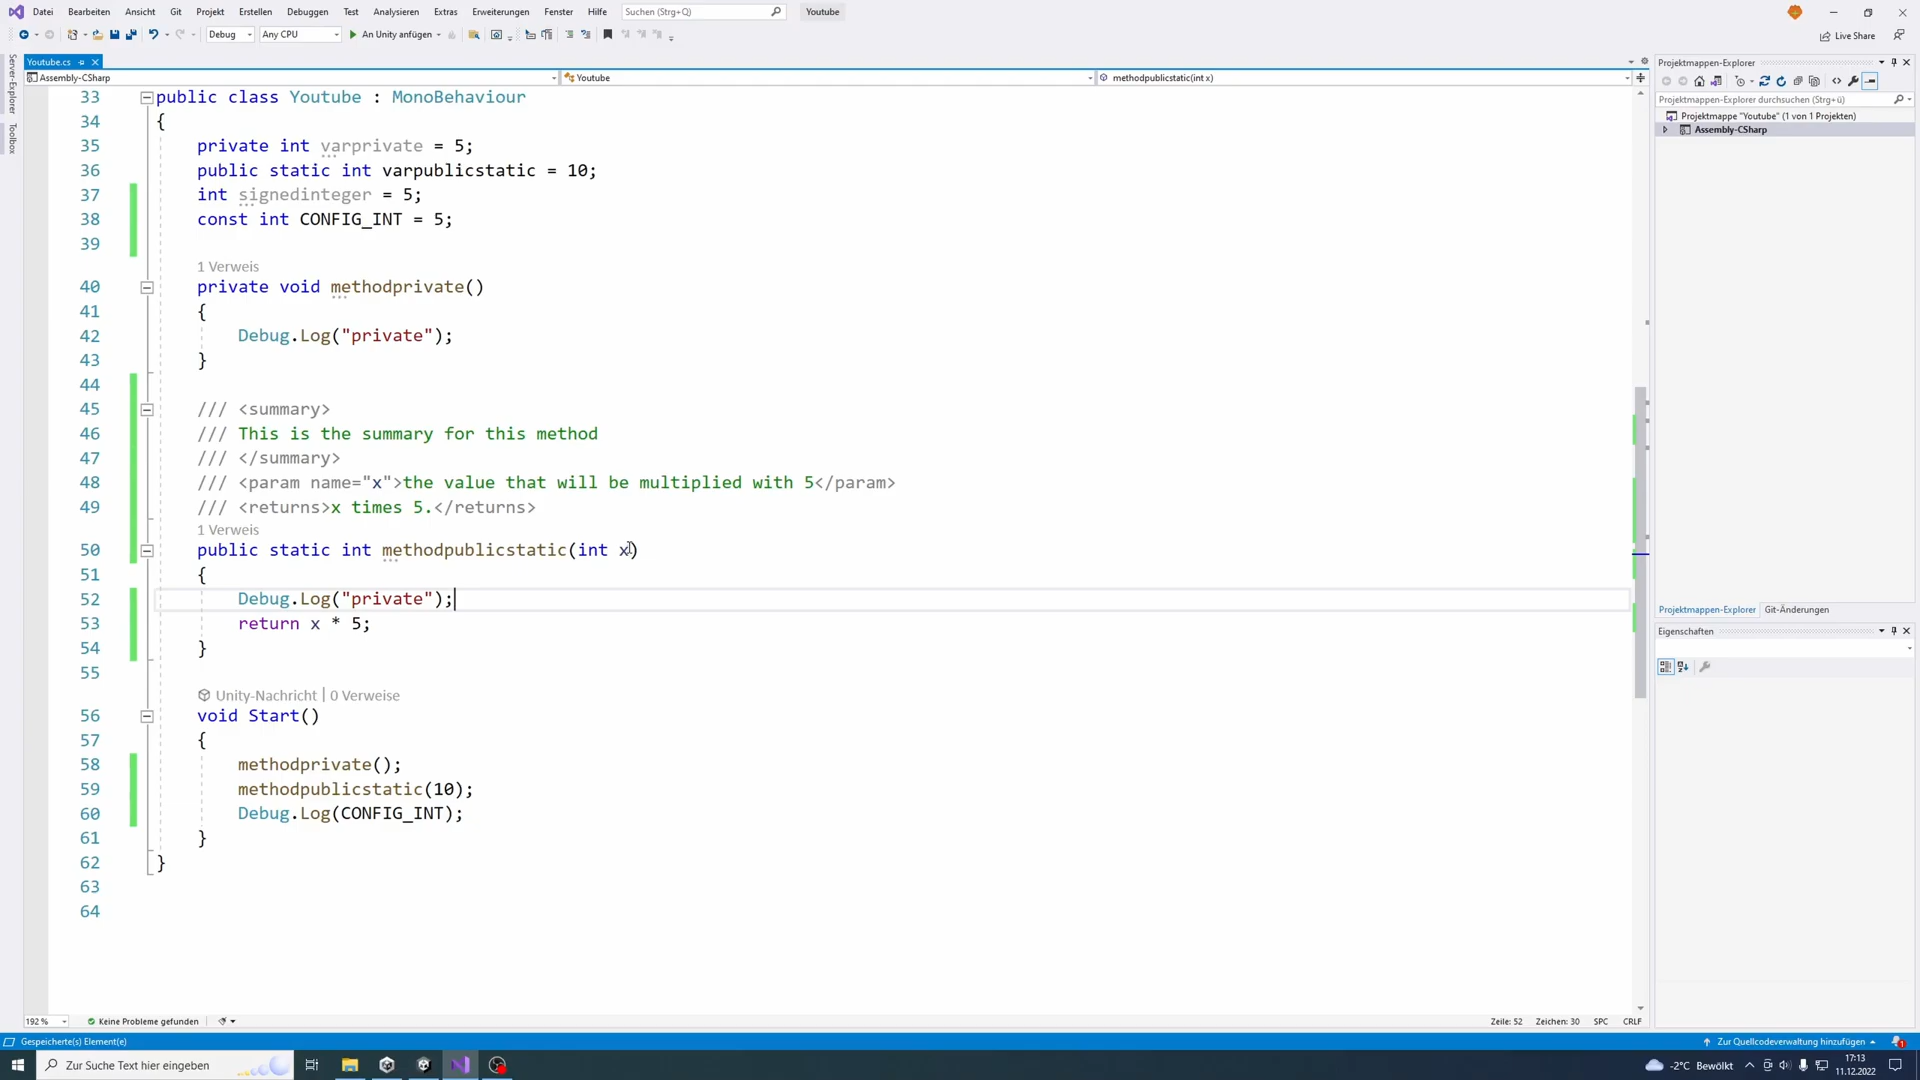 Datei Bearbeiten Ansicht Git Projekt Erstellen Debuggen Test Analysieren Extras Erweiterungen Fenster Hilfe Suchen (Strg+Q) Youtube
Debug Any CPU An Unity anfügen Live Share
Youtube.cs
Assembly-CSharp Youtube methodpublicstatic(int x)
Server-Explorer
Toolbox
33 public class Youtube : MonoBehaviour
34 {
35 private int varprivate = 5;
36 public static int varpublicstatic = 10;
37 int signedinteger = 5;
38 const int CONFIG_INT = 5;
39
1 Verweis
40 private void methodprivate()
41 {
42 Debug.Log("private");
43 }
44
45 /// <summary>
46 /// This is the summary for this method
47 /// </summary>
48 /// <param name="x">the value that will be multiplied with 5</param>
49 /// <returns>x times 5.</returns>
1 Verweis
50 public static int methodpublicstatic(int x)
51 {
52 Debug.Log("private");
53 return x * 5;
54 }
55
Unity-Nachricht | 0 Verweise
56 void Start()
57 {
58 methodprivate();
59 methodpublicstatic(10);
60 Debug.Log(CONFIG_INT);
61 }
62 }
63
64
Projektmappen-Explorer
Projektmappen-Explorer durchsuchen (Strg+ü)
Projektmappe "Youtube" (1 von 1 Projekten)
Assembly-CSharp
Projektmappen-Explorer Git-Änderungen
Eigenschaften
192 % Keine Probleme gefunden Zeile: 52 Zeichen: 30 SPC CRLF
Gespeicherte(s) Element(e) Zur Quellcodeverwaltung hinzufügen 1
Zur Suche Text hier eingeben -2°C Bewölkt 17:13
11.12.2022